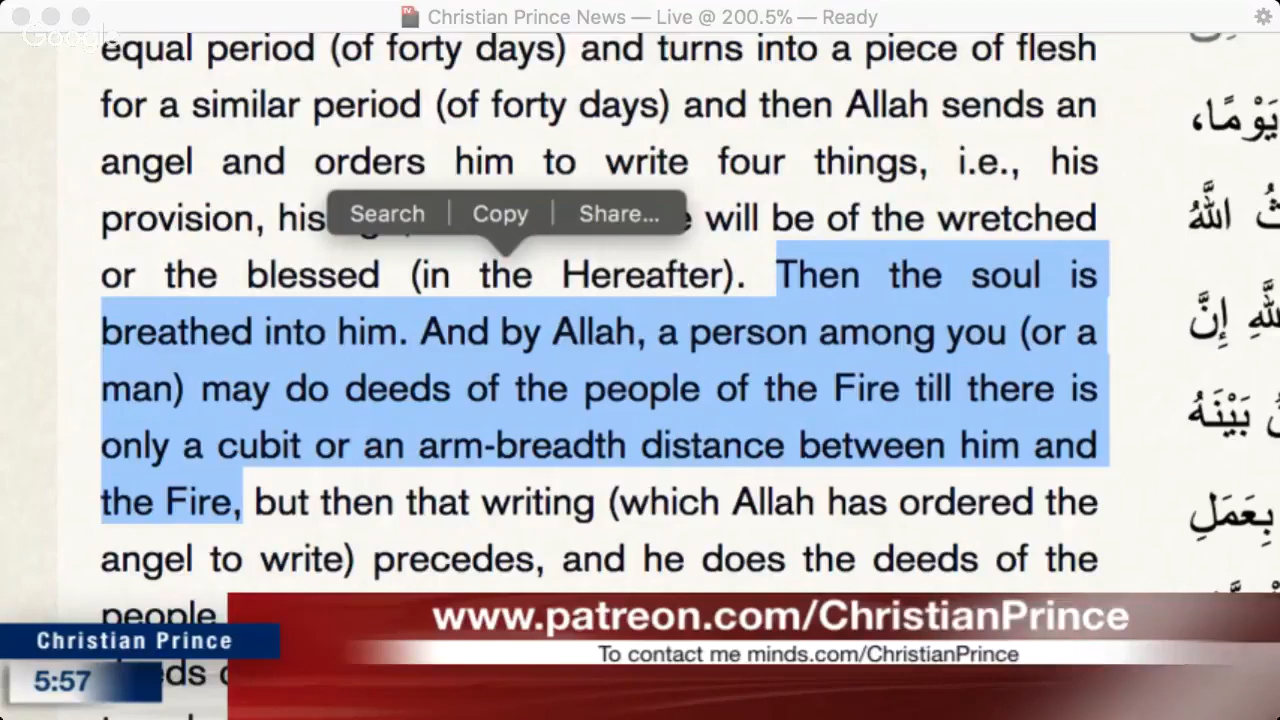 Christian Prince News — Live @ 200.5% — Ready
Google
equal period (of forty days) and turns into a piece of flesh
for a similar period (of forty days) and then Allah sends an
angel and orders him to write four things, i.e., his
provision, his
will be of the wretched
Search
Copy
Share...
or the blessed (in the Hereafter). Then the soul is
breathed into him. And by Allah, a person among you (or a
man) may do deeds of the people of the Fire till there is
only a cubit or an arm-breadth distance between him and
the Fire, but then that writing (which Allah has ordered the
angel to write) precedes, and he does the deeds of the
people
يَوْمًا،
اللَّهُ
إِنَّ
بَيْنَهُ
بِعَمَلِ
www.patreon.com/ChristianPrince
To contact me minds.com/ChristianPrince
Christian Prince
5:57